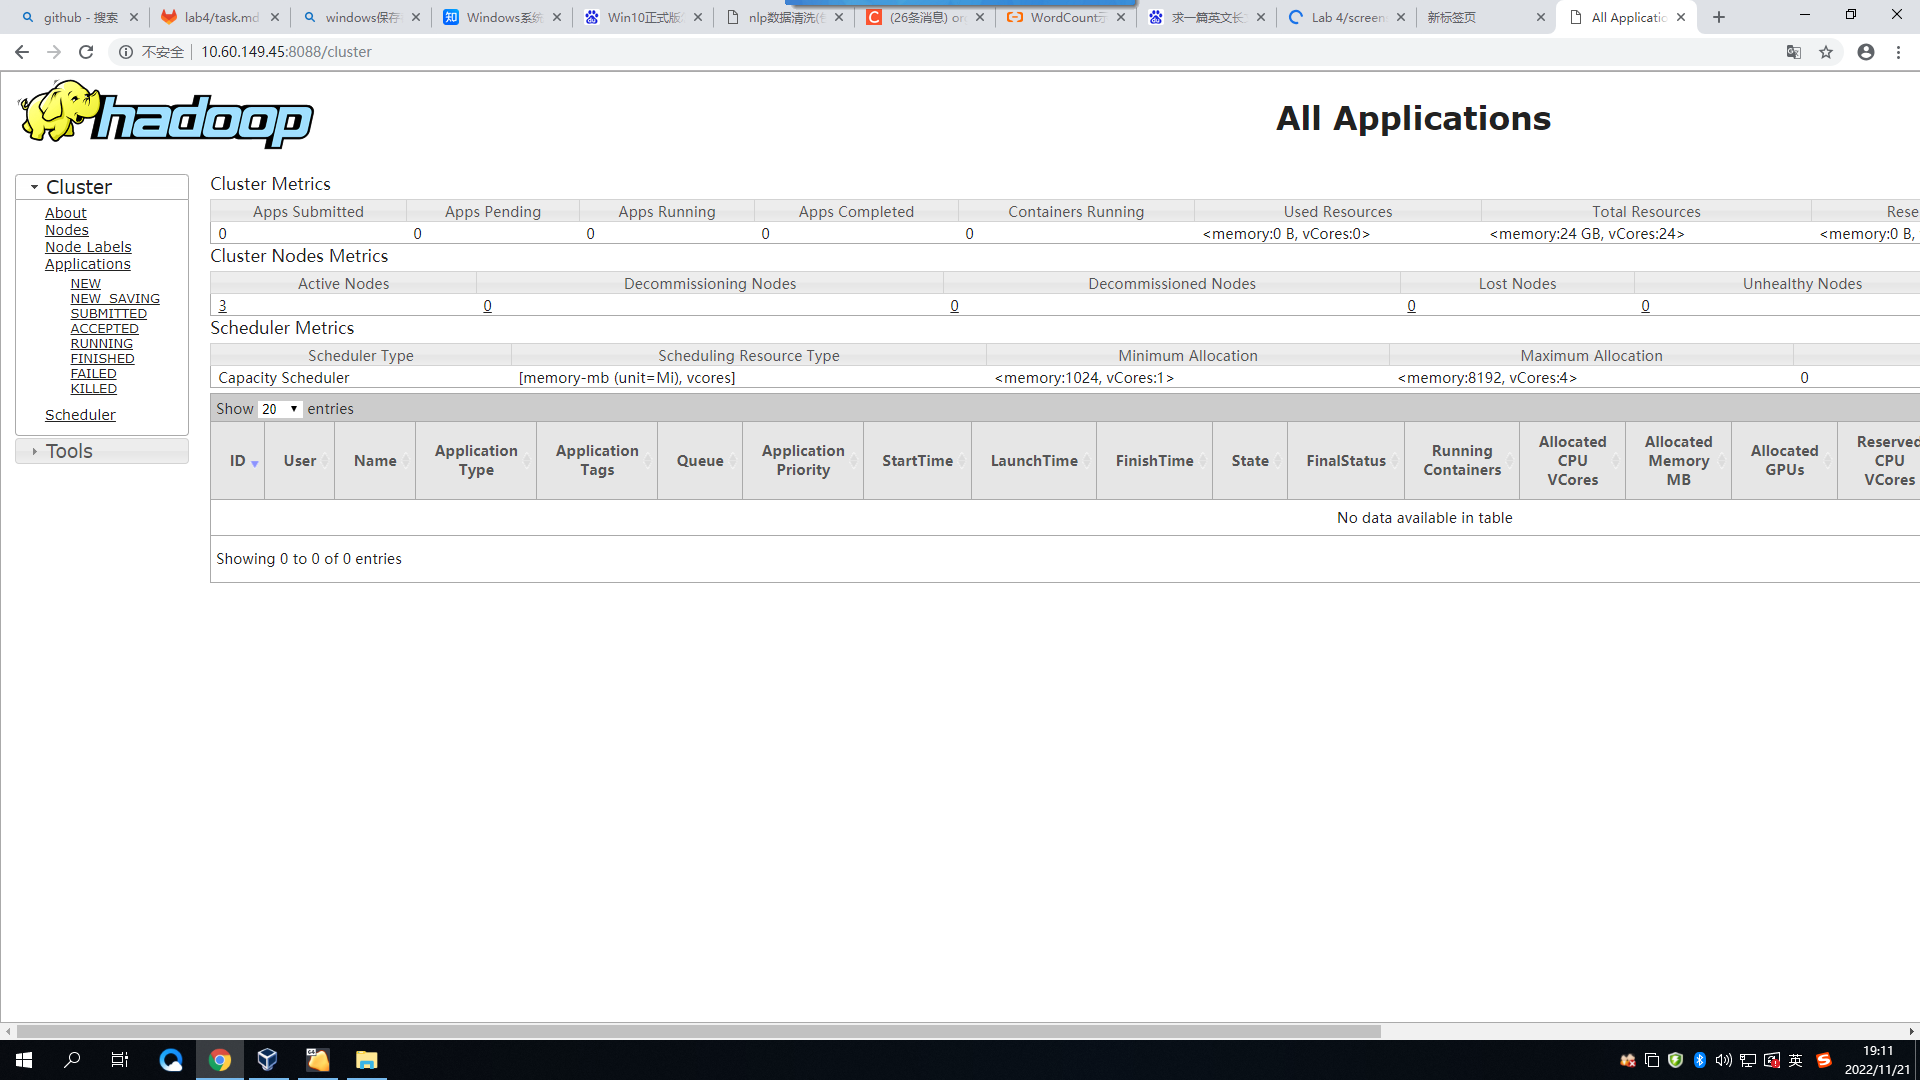 github - 搜索
lab4/task.md
windows保存
Windows系统
Win10正式版
nlp数据清洗
(26条消息) or
WordCount示
求一篇英文长
Lab 4/screen
新标签页
All Applicatio
不安全 10.60.149.45:8088/cluster
hadoop
All Applications
Cluster
About
Nodes
Node Labels
Applications
NEW
NEW_SAVING
SUBMITTED
ACCEPTED
RUNNING
FINISHED
FAILED
KILLED
Scheduler
Tools
Cluster Metrics
Apps Submitted Apps Pending Apps Running Apps Completed Containers Running Used Resources Total Resources Rese
0 0 0 0 0 <memory:0 B, vCores:0> <memory:24 GB, vCores:24> <memory:0 B,
Cluster Nodes Metrics
Active Nodes Decommissioning Nodes Decommissioned Nodes Lost Nodes Unhealthy Nodes
3 0 0 0 0
Scheduler Metrics
Scheduler Type Scheduling Resource Type Minimum Allocation Maximum Allocation
Capacity Scheduler [memory-mb (unit=Mi), vcores] <memory:1024, vCores:1> <memory:8192, vCores:4> 0
Show 20 entries
ID User Name Application Type Application Tags Queue Application Priority StartTime LaunchTime FinishTime State FinalStatus Running Containers Allocated CPU VCores Allocated Memory MB Allocated GPUs Reserved CPU VCores
No data available in table
Showing 0 to 0 of 0 entries
英
19:11
2022/11/21